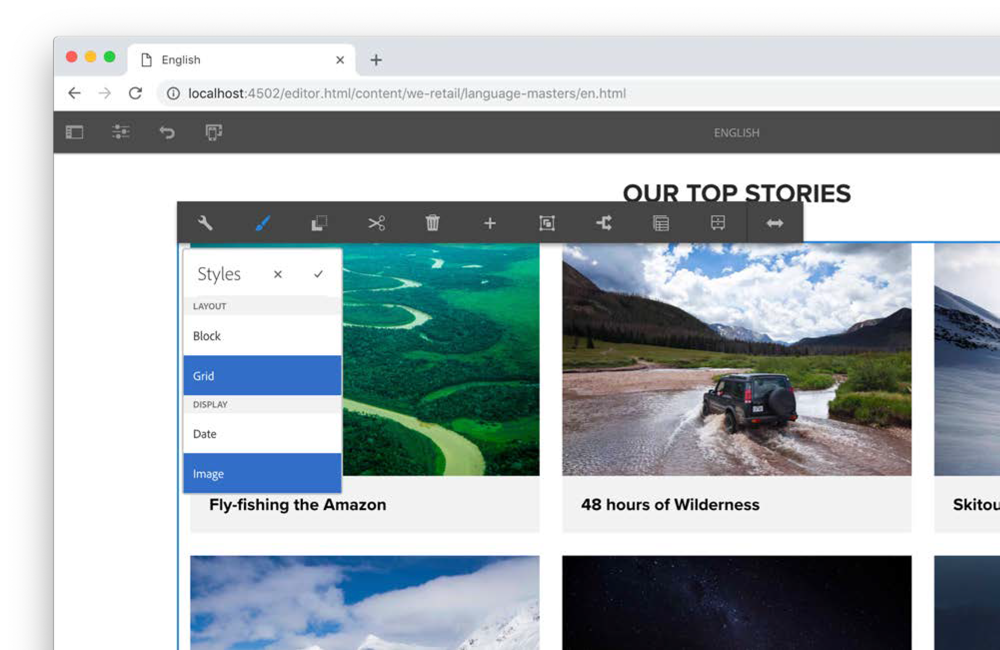 English
localhost:4502/editor.html/content/we-retail/language-masters/en.html
ENGLISH
OUR TOP STORIES
Styles
LAYOUT
Block
Grid
DISPLAY
Date
Image
Fly-fishing the Amazon
48 hours of Wilderness
Skitou